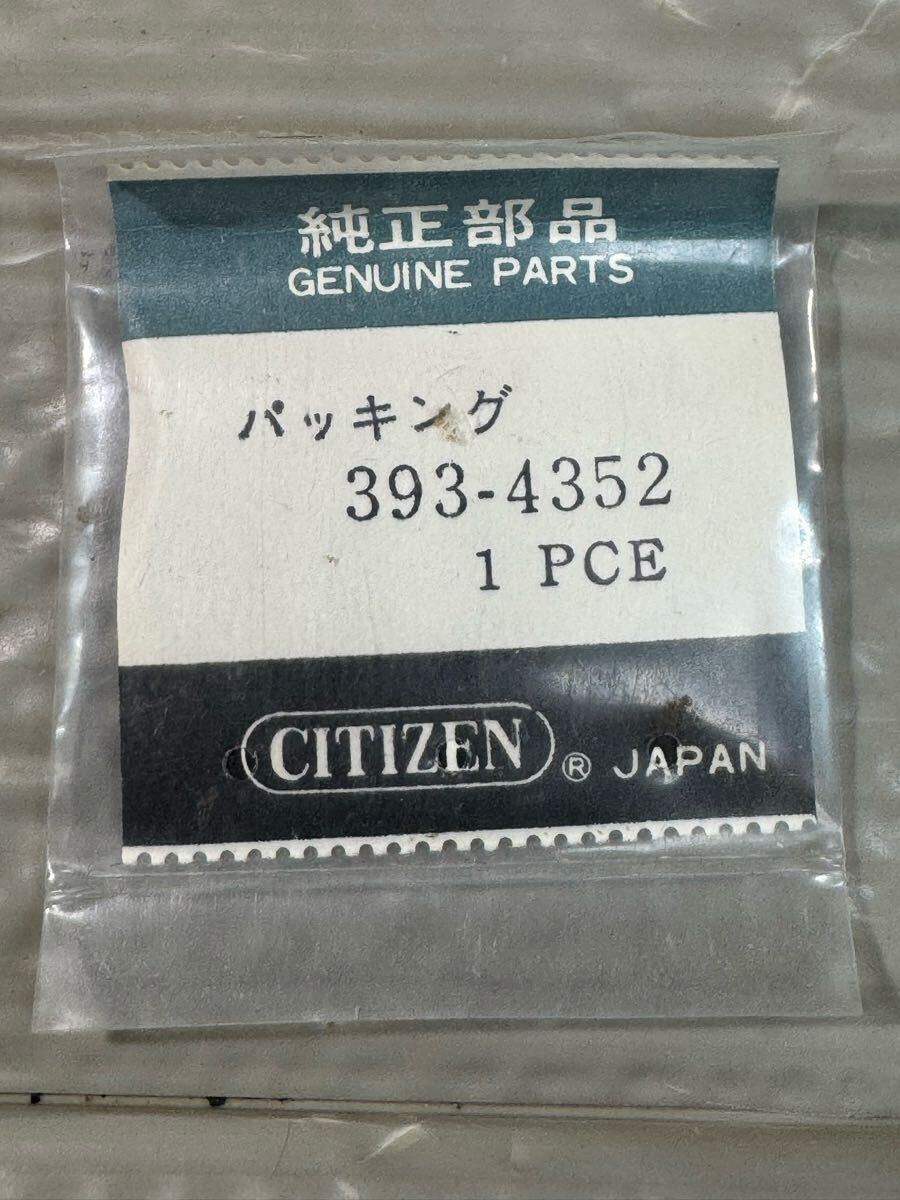 純正部品
GENUINE PARTS
パッキング
393-4352
1 PCE
CITIZEN ® JAPAN